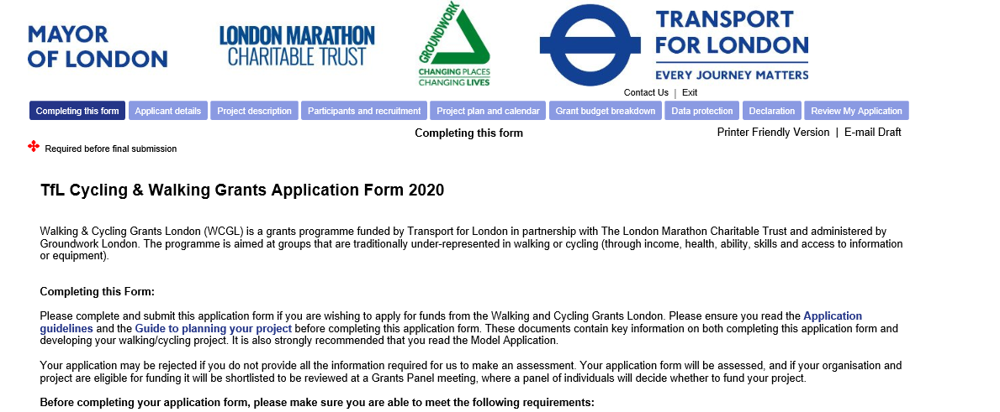 MAYOR
OF LONDON
LONDON MARATHON
CHARITABLE TRUST
GROUNDWORK
CHANGING PLACES
CHANGING LIVES
TRANSPORT
FOR LONDON
EVERY JOURNEY MATTERS
Contact Us | Exit
Completing this form
Applicant details
Project description
Participants and recruitment
Project plan and calendar
Grant budget breakdown
Data protection
Declaration
Review My Application
Completing this form
Printer Friendly Version | E-mail Draft
Required before final submission
TfL Cycling & Walking Grants Application Form 2020
Walking & Cycling Grants London (WCGL) is a grants programme funded by Transport for London in partnership with The London Marathon Charitable Trust and administered by
Groundwork London. The programme is aimed at groups that are traditionally under-represented in walking or cycling (through income, health, ability, skills and access to information
or equipment).
Completing this Form:
Please complete and submit this application form if you are wishing to apply for funds from the Walking and Cycling Grants London. Please ensure you read the Application
guidelines and the Guide to planning your project before completing this application form. These documents contain key information on both completing this application form and
developing your walking/cycling project. It is also strongly recommended that you read the Model Application.
Your application may be rejected if you do not provide all the information required for us to make an assessment. Your application form will be assessed, and if your organisation and
project are eligible for funding it will be shortlisted to be reviewed at a Grants Panel meeting, where a panel of individuals will decide whether to fund your project.
Before completing your application form, please make sure you are able to meet the following requirements: